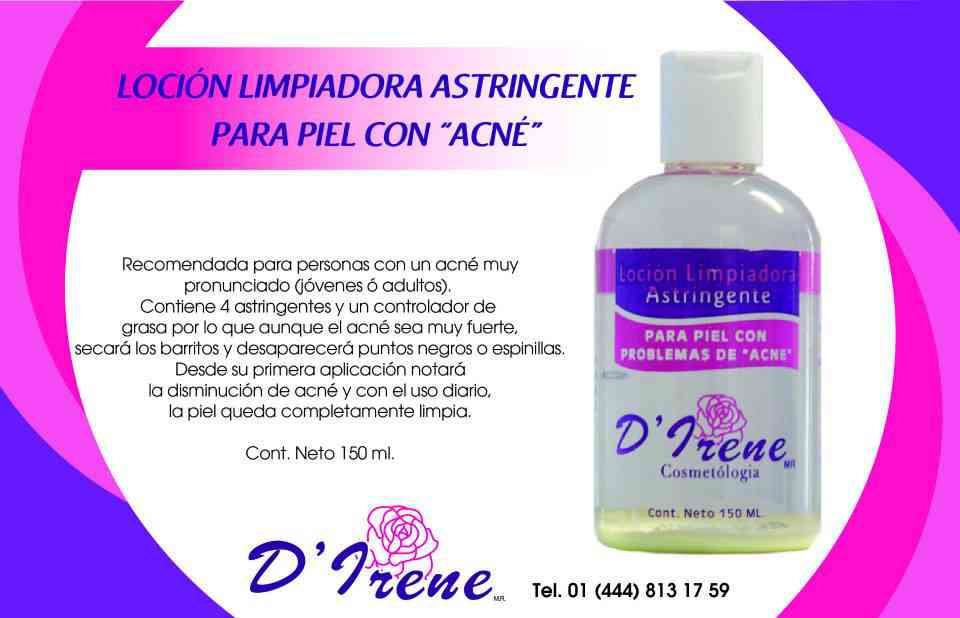 LOCIÓN LIMPIADORA ASTRINGENTE
PARA PIEL CON “ACNÉ”
Recomendada para personas con un acné muy
pronunciado (jóvenes ó adultos).
Contiene 4 astringentes y un controlador de
grasa por lo que aunque el acné sea muy fuerte,
secará los barritos y desaparecerá puntos negros o espinillas.
Desde su primera aplicación notará
la disminución de acné y con el uso diario,
la piel queda completamente limpia.
Cont. Neto 150 ml.
Loción Limpiadora
Astringente
PARA PIEL CON
PROBLEMAS DE "ACNE"
D'Irene M.R.
Cosmetólogia
Cont. Neto 150 ML.
D'Irene M.R.
Tel. 01 (444) 813 17 59